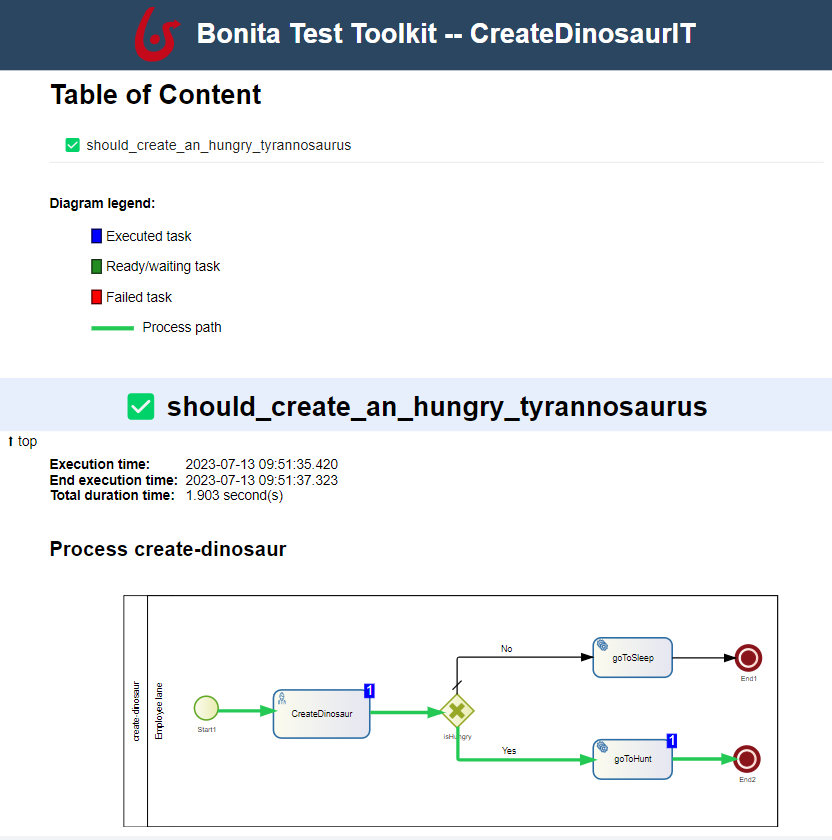 Bonita Test Toolkit -- CreateDinosaurIT
Table of Content
should_create_an_hungry_tyrannosaurus
Diagram legend:
Executed task
Ready/waiting task
Failed task
Process path
should_create_an_hungry_tyrannosaurus
⬆ top
Execution time: 2023-07-13 09:51:35.420
End execution time: 2023-07-13 09:51:37.323
Total duration time: 1.903 second(s)
Process create-dinosaur
create-dinosaur
Employee lane
Start1
CreateDinosaur
1
isHungry
No
goToSleep
End1
Yes
goToHunt
1
End2